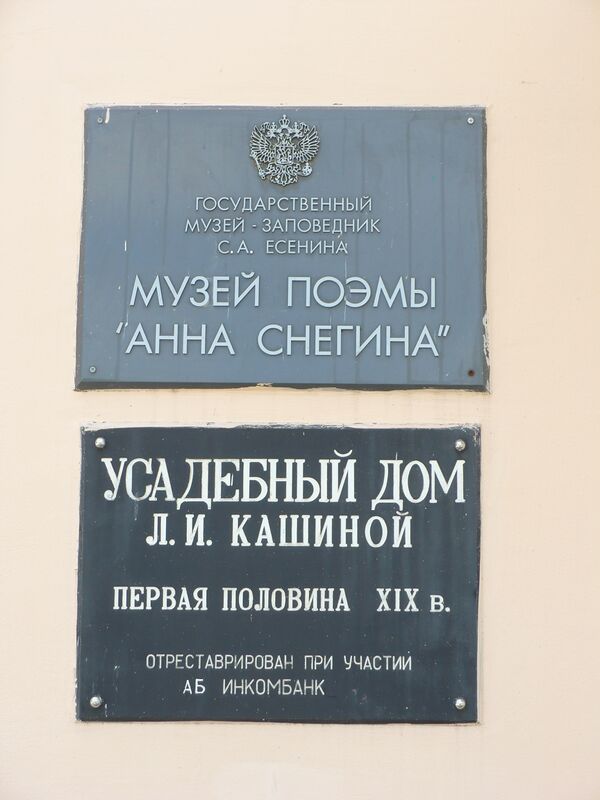 ГОСУДАРСТВЕННЫЙ
МУЗЕЙ - ЗАПОВЕДНИК
С.А. ЕСЕНИНА
МУЗЕЙ ПОЭМЫ
"АННА СНЕГИНА"
УСАДЕБНЫЙ ДОМ
Л. И. КАШИНОЙ
ПЕРВАЯ ПОЛОВИНА XIX в.
ОТРЕСТАВРИРОВАН ПРИ УЧАСТИИ
АБ ИНКОМБАНК